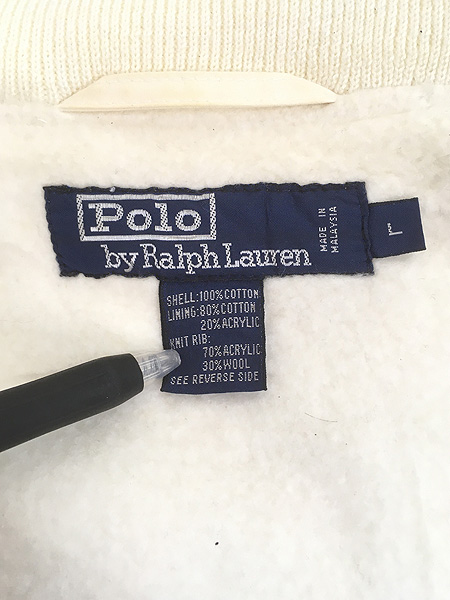 Polo
by Ralph Lauren
MADE IN
MALAYSIA
L
SHELL:100%COTTON
LINING:80%COTTON
20%ACRYLIC
KNIT RIB:
70%ACRYLIC
30%WOOL
SEE REVERSE SIDE